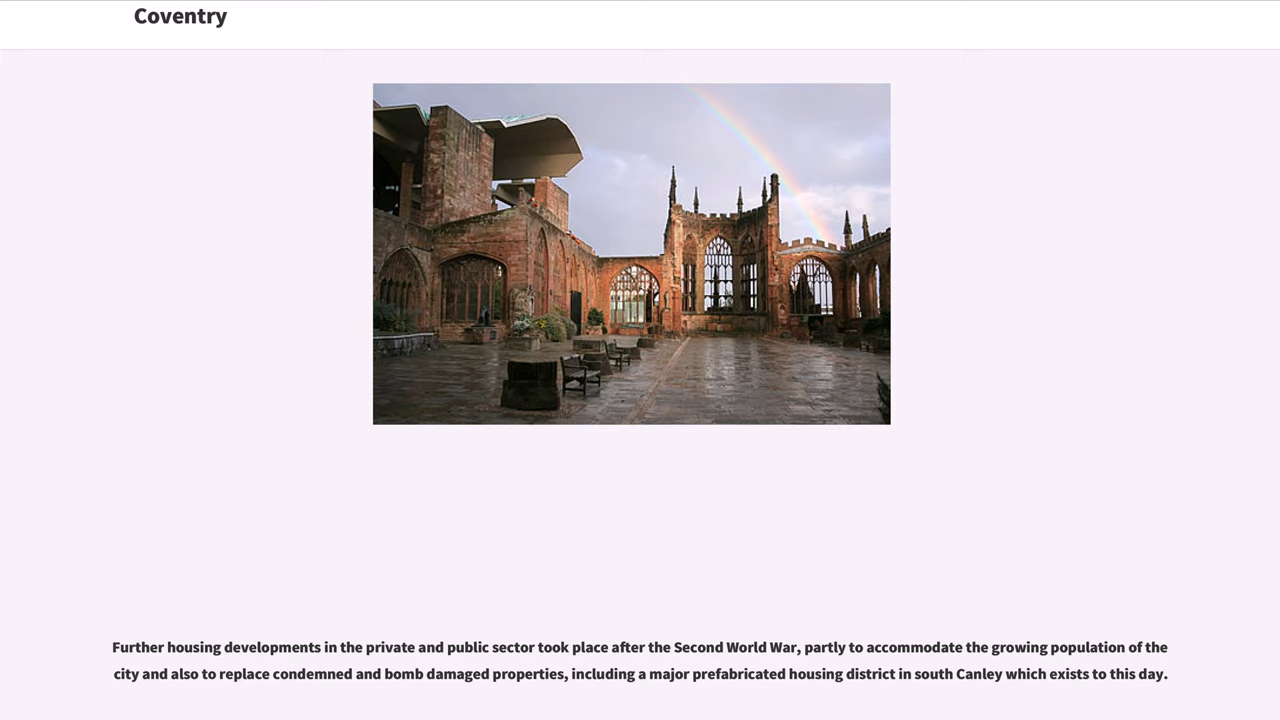 Coventry
Further housing developments in the private and public sector took place after the Second World War, partly to accommodate the growing population of the
city and also to replace condemned and bomb damaged properties, including a major prefabricated housing district in south Canley which exists to this day.